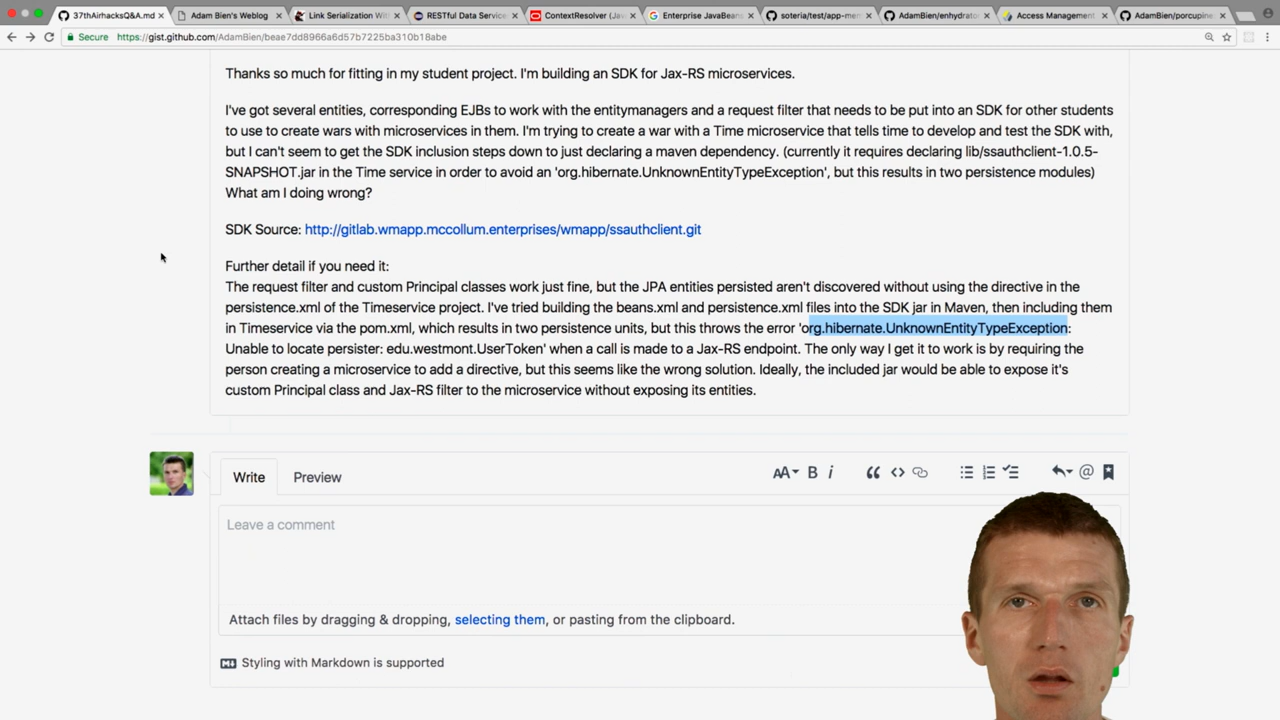 37thAirhacksQ&A.md
Adam Bien's Weblog
Link Serialization Wit
RESTful Data Service
ContextResolver (Jav
Enterprise JavaBean
soteria/test/app-mem
AdamBien/enhydrato
Access Management
AdamBien/porcupine
Secure https://gist.github.com/AdamBien/beae7dd8966a6d57b7225ba310b18abe
Thanks so much for fitting in my student project. I'm building an SDK for Jax-RS microservices.
I've got several entities, corresponding EJBs to work with the entitymanagers and a request filter that needs to be put into an SDK for other students
to use to create wars with microservices in them. I'm trying to create a war with a Time microservice that tells time to develop and test the SDK with,
but I can't seem to get the SDK inclusion steps down to just declaring a maven dependency. (currently it requires declaring lib/ssauthclient-1.0.5-
SNAPSHOT.jar in the Time service in order to avoid an 'org.hibernate.UnknownEntityTypeException', but this results in two persistence modules)
What am I doing wrong?
SDK Source: http://gitlab.wmapp.mccollum.enterprises/wmapp/ssauthclient.git
Further detail if you need it:
The request filter and custom Principal classes work just fine, but the JPA entities persisted aren't discovered without using the directive in the
persistence.xml of the Timeservice project. I've tried building the beans.xml and persistence.xml files into the SDK jar in Maven, then including them
in Timeservice via the pom.xml, which results in two persistence units, but this throws the error 'org.hibernate.UnknownEntityTypeException:
Unable to locate persister: edu.westmont.UserToken' when a call is made to a Jax-RS endpoint. The only way I get it to work is by requiring the
person creating a microservice to add a directive, but this seems like the wrong solution. Ideally, the included jar would be able to expose it's
custom Principal class and Jax-RS filter to the microservice without exposing its entities.
Write Preview
AA B i
Leave a comment
Attach files by dragging & dropping, selecting them, or pasting from the clipboard.
Styling with Markdown is supported